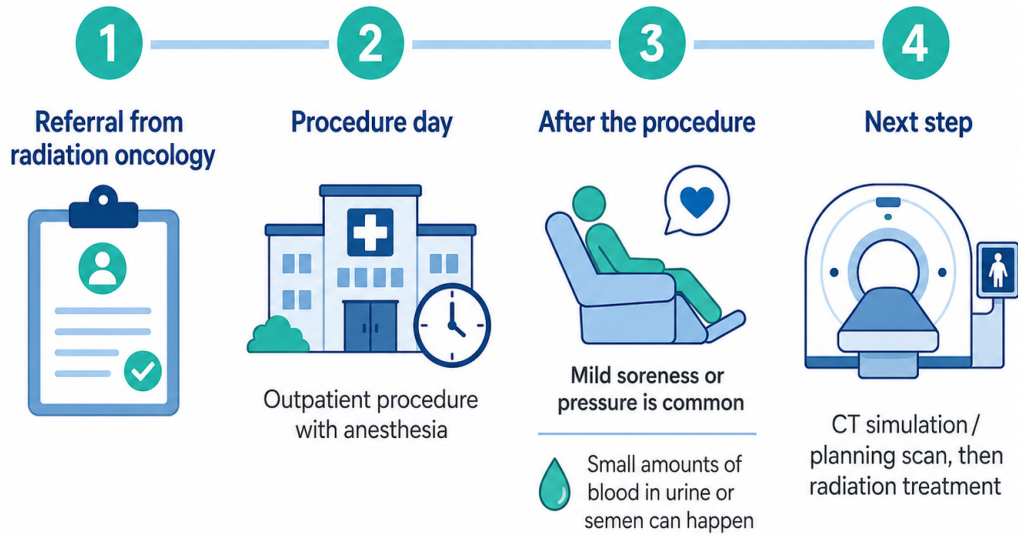 1
2
3
4
Referral from
radiation oncology
Procedure day
Outpatient procedure
with anesthesia
After the procedure
Mild soreness or
pressure is common
Small amounts of
blood in urine or
semen can happen
Next step
CT simulation /
planning scan, then
radiation treatment